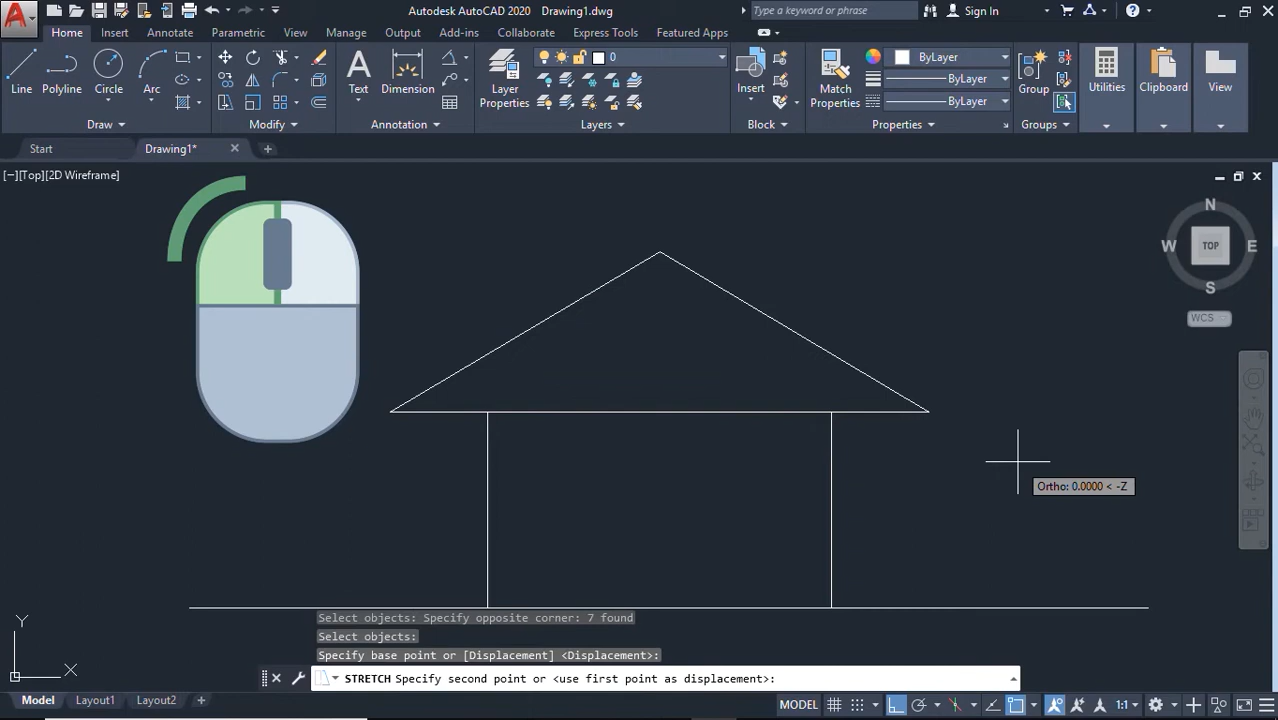 Autodesk AutoCAD 2020 Drawing1.dwg
Type a keyword or phrase
Sign In
Home Insert Annotate Parametric View Manage Output Add-ins Collaborate Express Tools Featured Apps
0
ByLayer
ByLayer
ByLayer
Line Polyline Circle Arc
Text Dimension
Layer Properties
Insert
Match Properties
Group
Utilities
Clipboard
View
Draw Modify Annotation Layers Block Properties Groups
Start Drawing1*
[−][Top][2D Wireframe]
N
W TOP E
S
WCS
Ortho: 0.0000 < -Z
Select objects: Specify opposite corner: 7 found
Select objects:
Specify base point or [Displacement] <Displacement>:
STRETCH Specify second point or <use first point as displacement>:
Y
X
Model Layout1 Layout2
MODEL
1:1